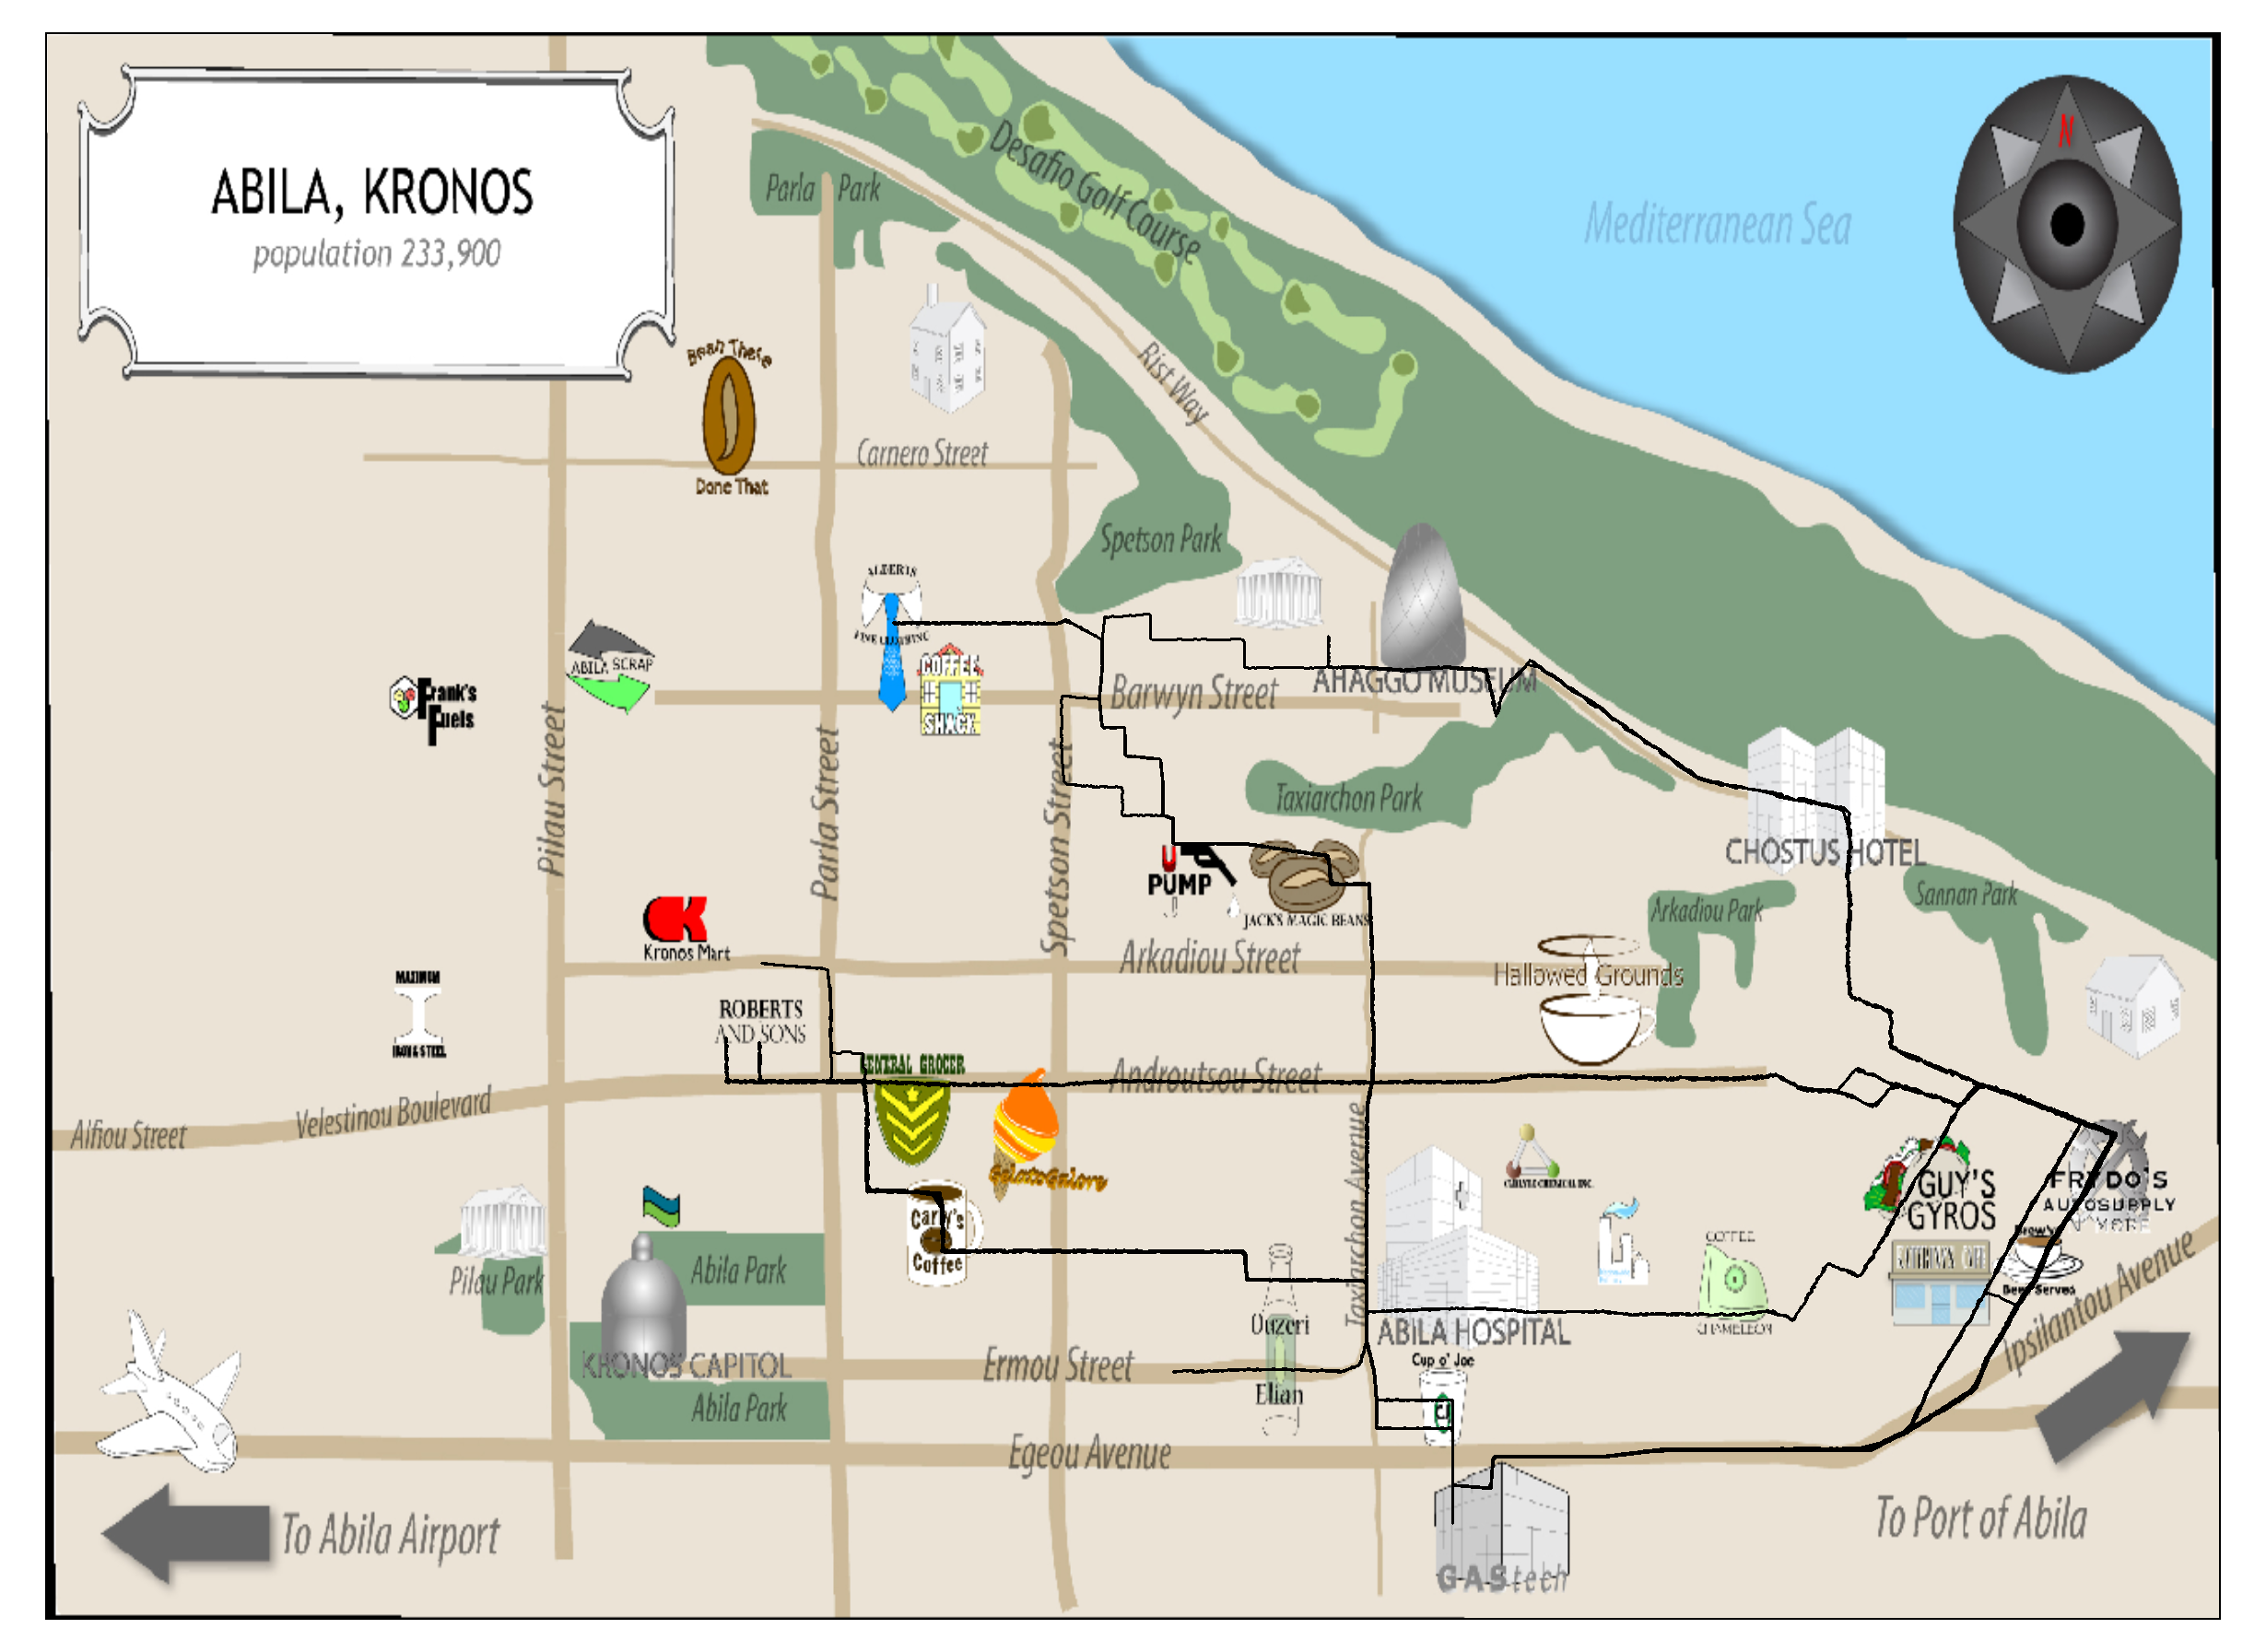 ABILA, KRONOS
population 233,900
N
Mediterranean Sea
Desafio Golf Course
Parla Park
Rist Way
Bean There
Done That
Carnero Street
Spetson Park
ALBERTS
FINE CLOTHING
ABILA SCRAP
Frank's
Fuels
COFFEE
SHACK
Barwyn Street
AHAGGO MUSEUM
Pilau Street
Parla Street
Spetson Street
Taxiarchon Park
CHOSTUS HOTEL
U
PUMP
JACK'S MAGIC BEANS
Arkadiou Park
Sannan Park
Kronos Mart
Arkadiou Street
Hallowed Grounds
MAXIMUM
IRON & STEEL
ROBERTS
AND SONS
GENERAL GROCER
Androutsou Street
Alfiou Street
Velestinou Boulevard
GelatoGalore
Taxiarchon Avenue
GUY'S
GYROS
FRYDO'S
AUTOSUPPLY
N' MORE
Carly's
Coffee
Brew've
Been Served
COFFEE
CHAMELEON
Ipsilantou Avenue
Pilau Park
Abila Park
Ouzeri
Elian
ABILA HOSPITAL
KRONOS CAPITOL
Ermou Street
Cup o' Joe
CJ
Abila Park
Egeou Avenue
To Abila Airport
To Port of Abila
GAStech